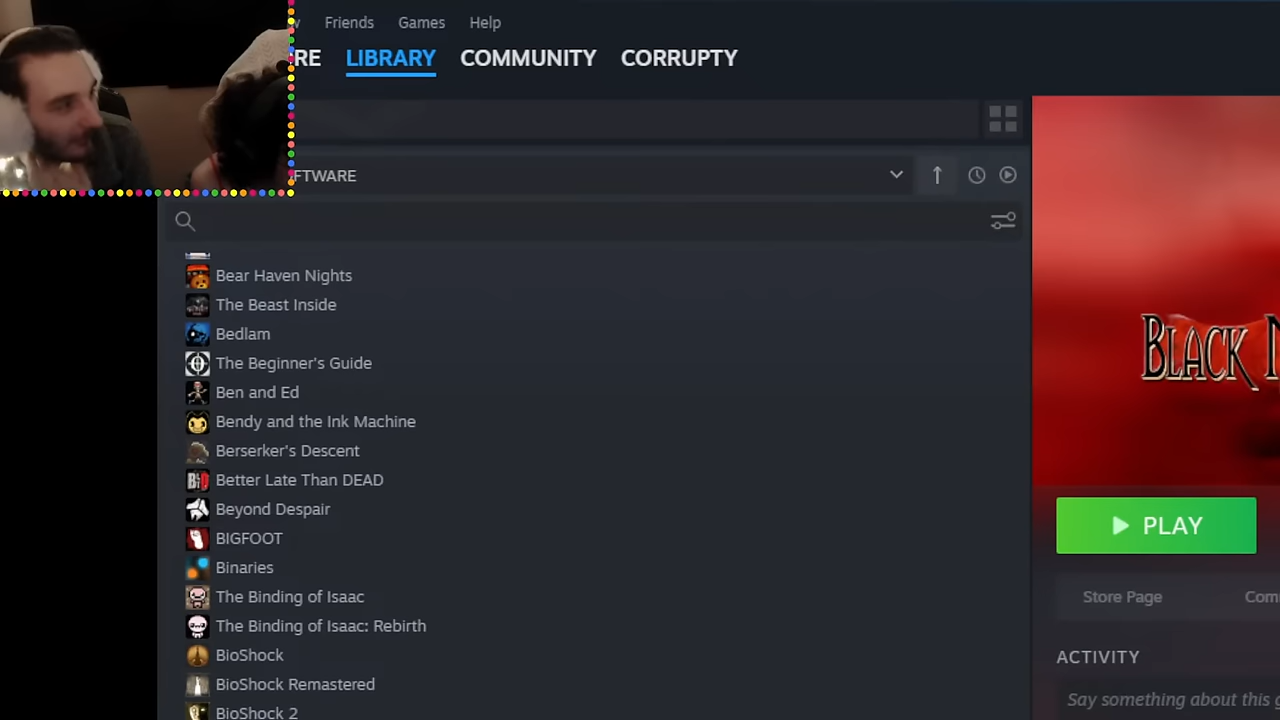 Friends Games Help
RE LIBRARY COMMUNITY CORRUPTY
FTWARE
Bear Haven Nights
The Beast Inside
Bedlam
The Beginner's Guide
Ben and Ed
Bendy and the Ink Machine
Berserker's Descent
Better Late Than DEAD
Beyond Despair
BIGFOOT
Binaries
The Binding of Isaac
The Binding of Isaac: Rebirth
BioShock
BioShock Remastered
BioShock 2
BLACK
PLAY
Store Page Com
ACTIVITY
Say something about this